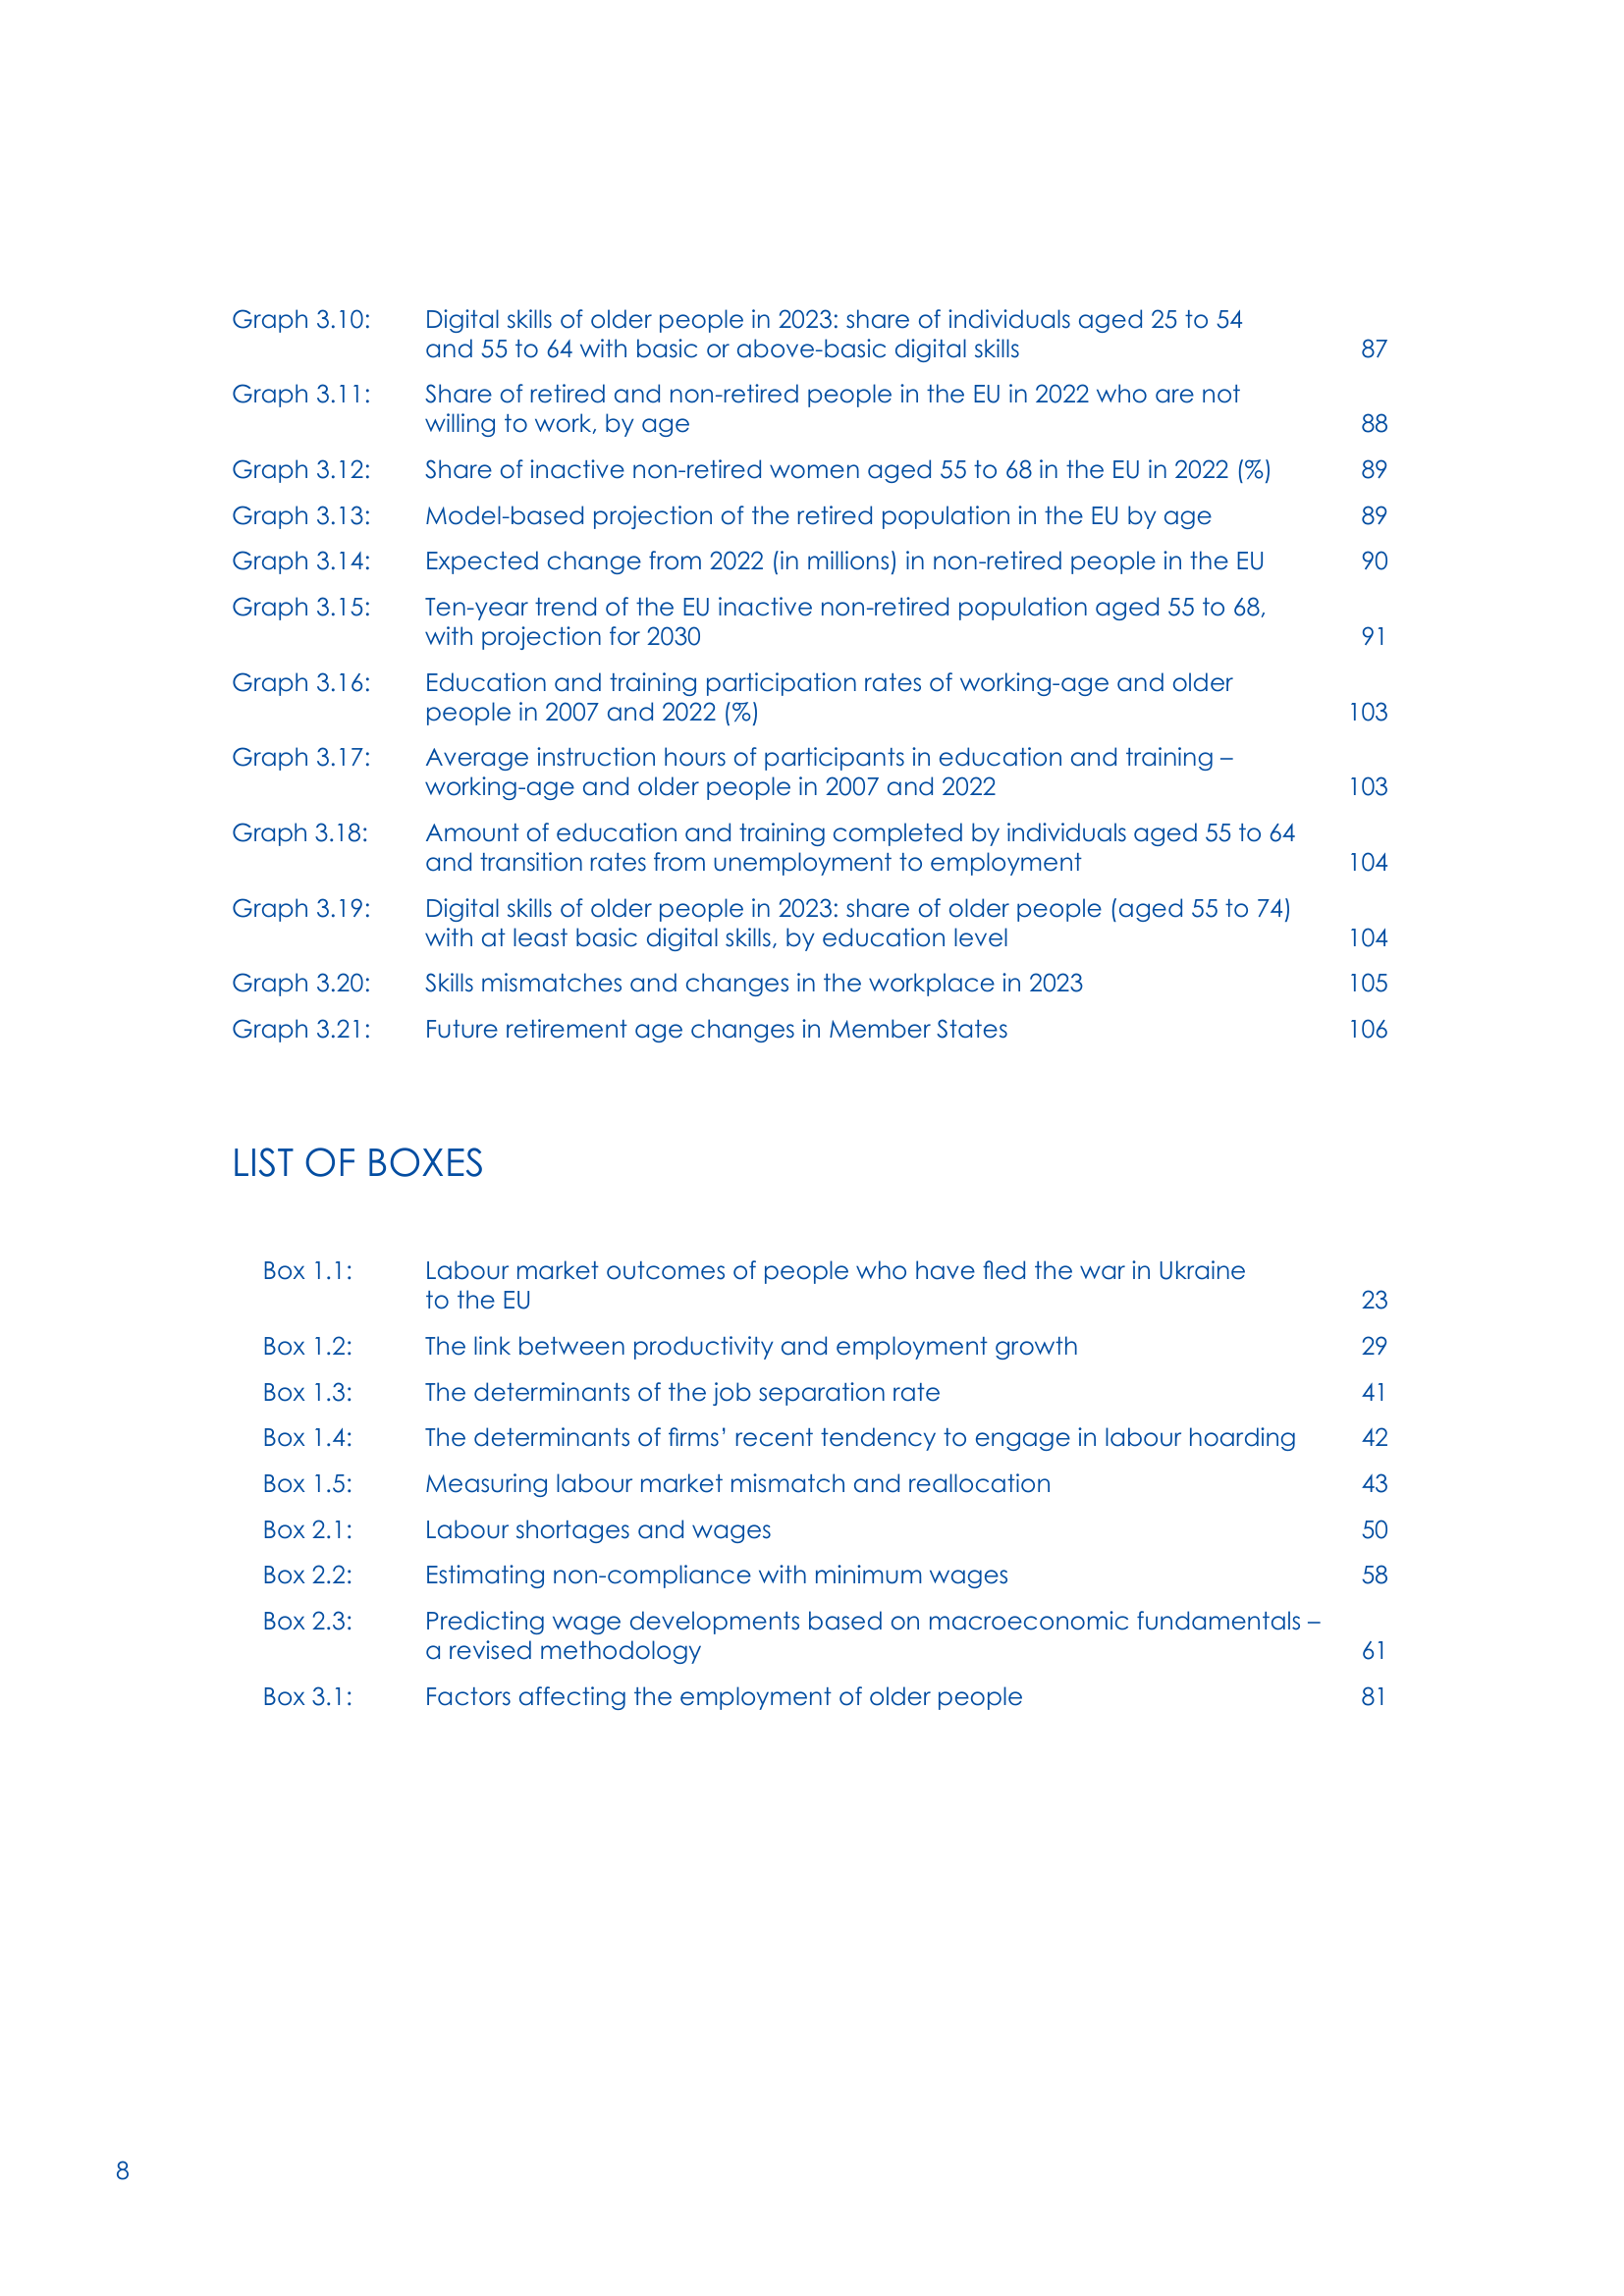 Graph 3.10: Digital skills of older people in 2023: share of individuals aged 25 to 54
and 55 to 64 with basic or above-basic digital skills 87
Graph 3.11: Share of retired and non-retired people in the EU in 2022 who are not
willing to work, by age 88
Graph 3.12: Share of inactive non-retired women aged 55 to 68 in the EU in 2022 (%) 89
Graph 3.13: Model-based projection of the retired population in the EU by age 89
Graph 3.14: Expected change from 2022 (in millions) in non-retired people in the EU 90
Graph 3.15: Ten-year trend of the EU inactive non-retired population aged 55 to 68,
with projection for 2030 91
Graph 3.16: Education and training participation rates of working-age and older
people in 2007 and 2022 (%) 103
Graph 3.17: Average instruction hours of participants in education and training –
working-age and older people in 2007 and 2022 103
Graph 3.18: Amount of education and training completed by individuals aged 55 to 64
and transition rates from unemployment to employment 104
Graph 3.19: Digital skills of older people in 2023: share of older people (aged 55 to 74)
with at least basic digital skills, by education level 104
Graph 3.20: Skills mismatches and changes in the workplace in 2023 105
Graph 3.21: Future retirement age changes in Member States 106
LIST OF BOXES
Box 1.1: Labour market outcomes of people who have fled the war in Ukraine
to the EU 23
Box 1.2: The link between productivity and employment growth 29
Box 1.3: The determinants of the job separation rate 41
Box 1.4: The determinants of firms’ recent tendency to engage in labour hoarding 42
Box 1.5: Measuring labour market mismatch and reallocation 43
Box 2.1: Labour shortages and wages 50
Box 2.2: Estimating non-compliance with minimum wages 58
Box 2.3: Predicting wage developments based on macroeconomic fundamentals –
a revised methodology 61
Box 3.1: Factors affecting the employment of older people 81
8